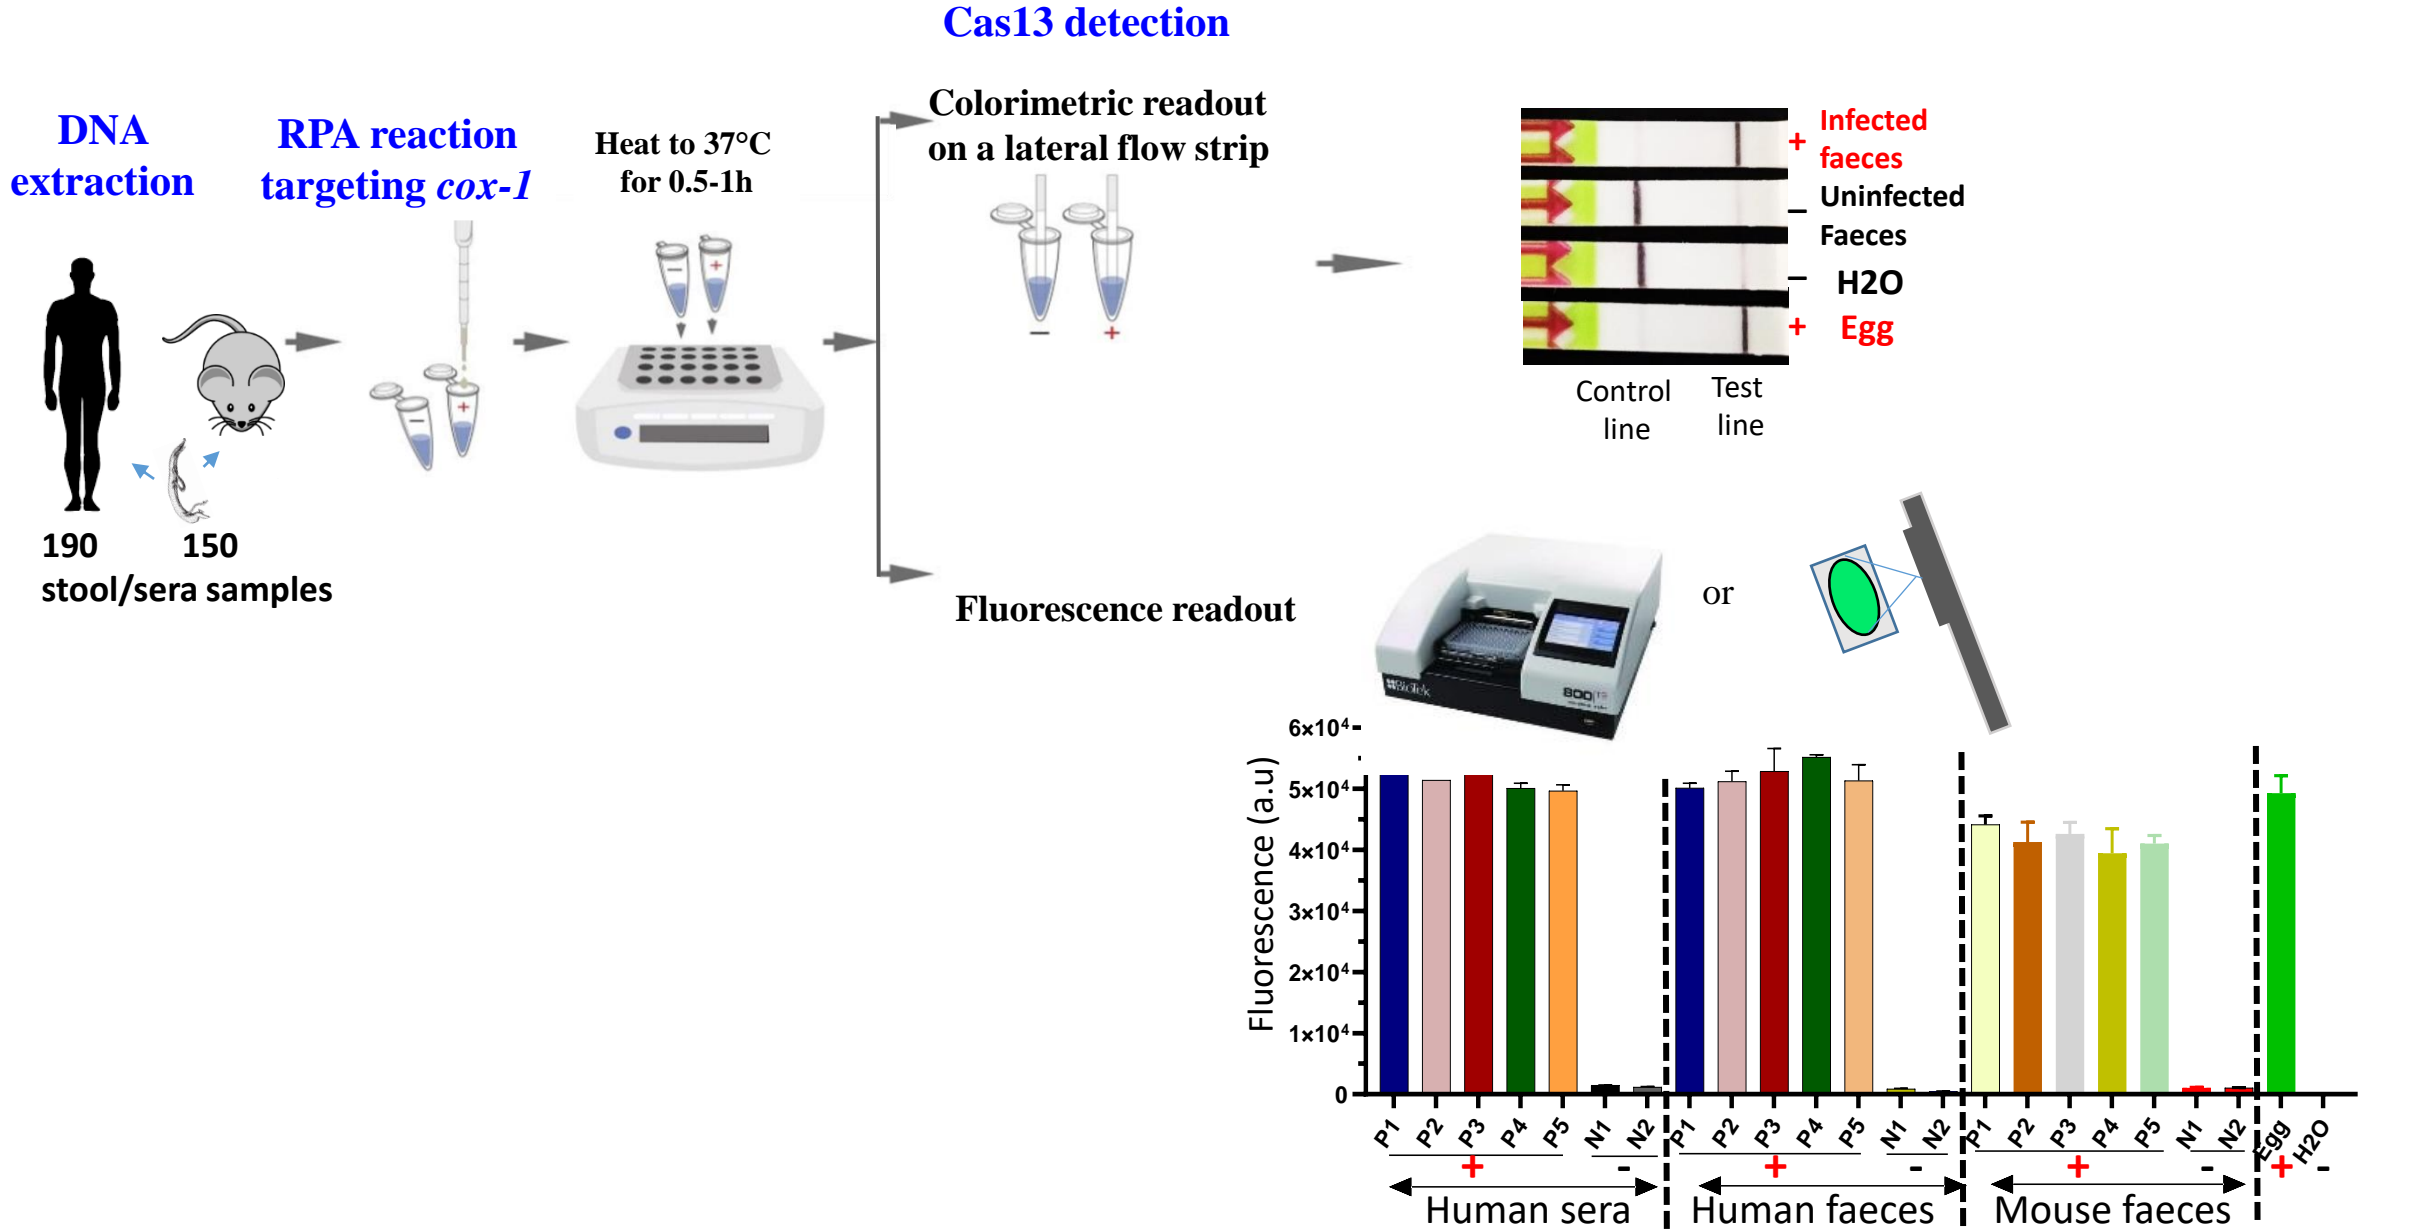 Cas13 detection
DNA
extraction
RPA reaction
targeting cox-1
Heat to 37°C
for 0.5-1h
Colorimetric readout
on a lateral flow strip
+ Infected
faeces
– Uninfected
Faeces
– H2O
+ Egg
Control
line
Test
line
–
+
–
+
–
+
190 150
stool/sera samples
Fluorescence readout
or
BioTek
800 TS
Fluorescence (a.u)
6×10⁴
5×10⁴
4×10⁴
3×10⁴
2×10⁴
1×10⁴
0
P1 P2 P3 P4 P5 N1 N2 P1 P2 P3 P4 P5 N1 N2 P1 P2 P3 P4 P5 N1 N2 Egg H2O
+ - + - + - + -
Human sera Human faeces Mouse faeces